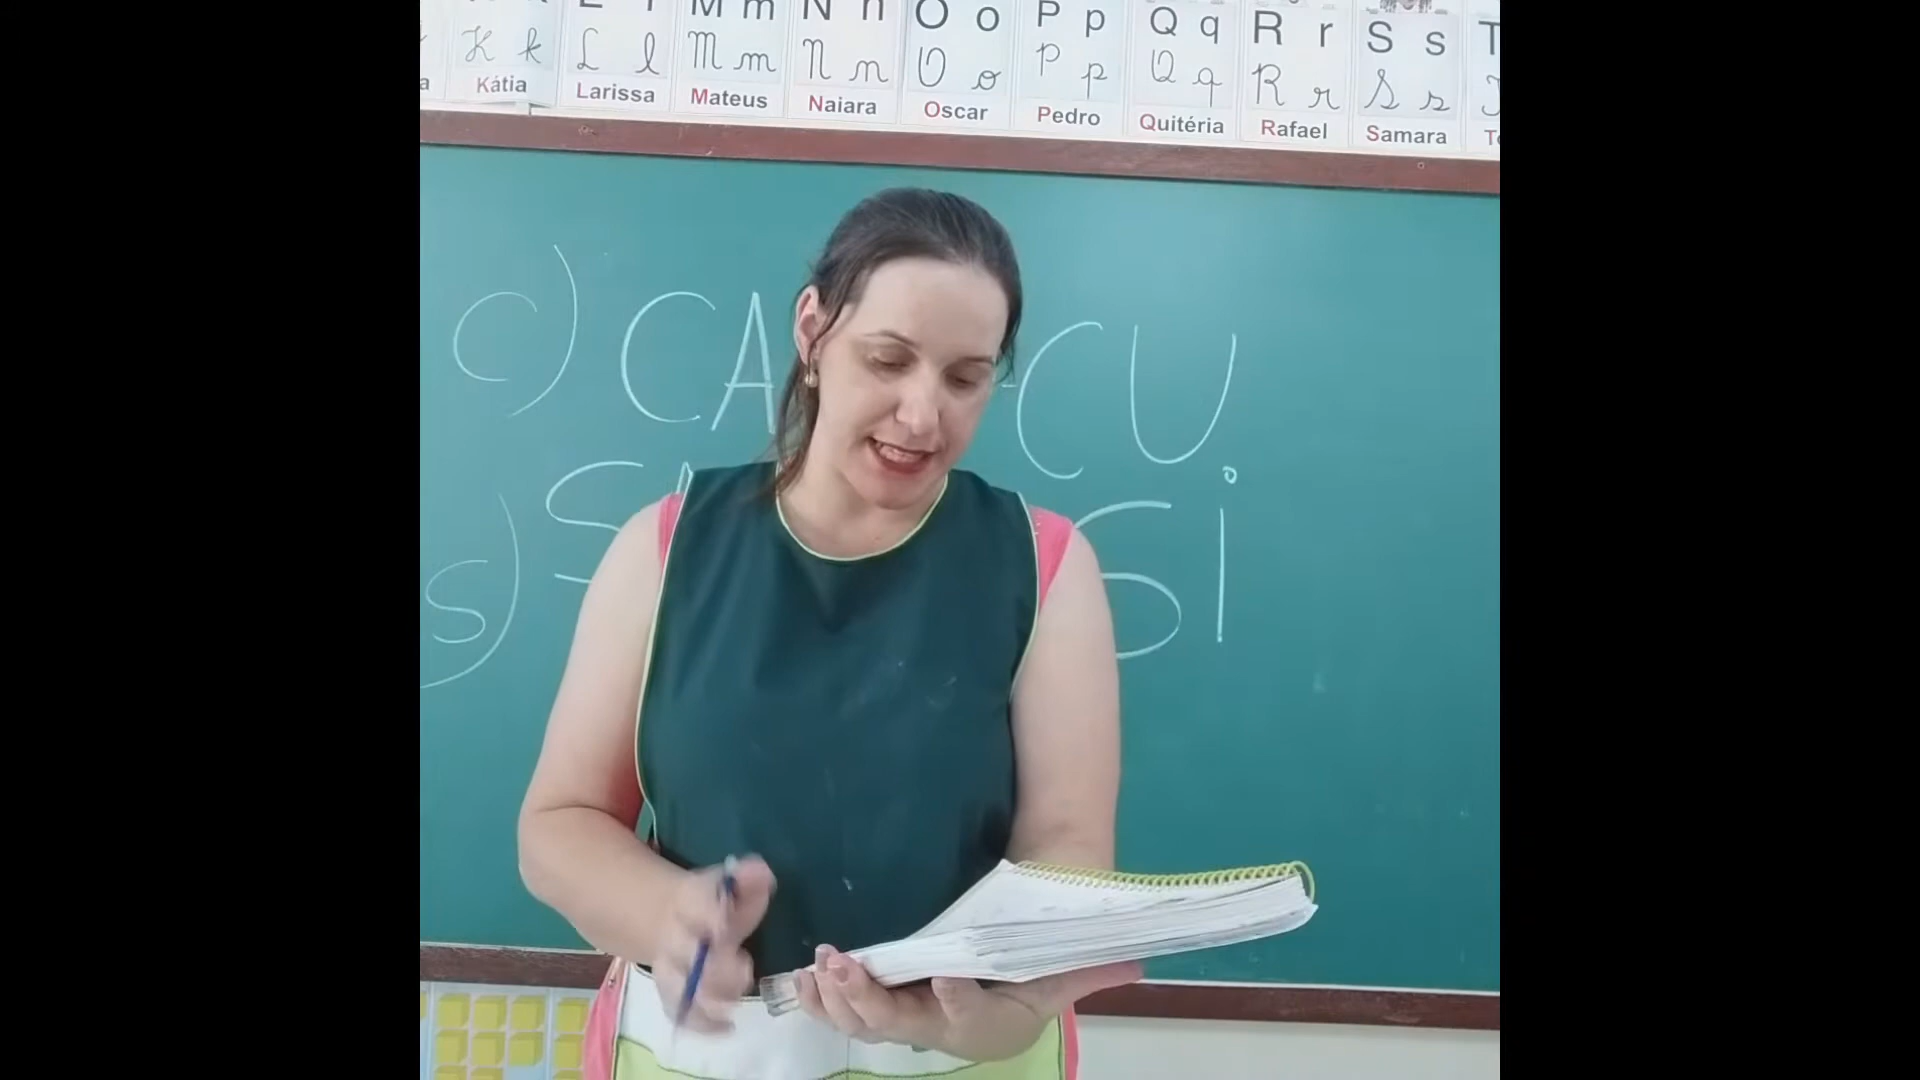 K k L l M m N n O o P p Q q R r S s T
K k L l M m N n O o P p Q q R r S s
Kátia Larissa Mateus Naiara Oscar Pedro Quitéria Rafael Samara
c) CA - CU
s) Si